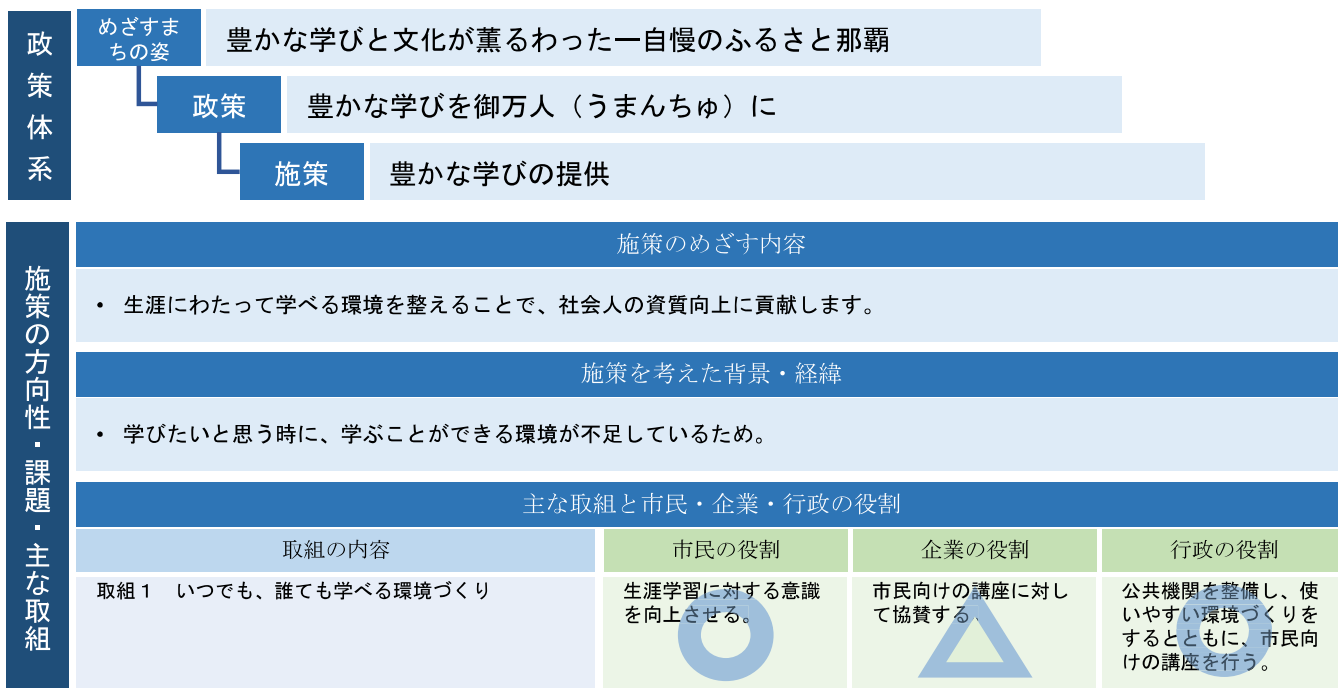 政策体系
めざすま
ちの姿
豊かな学びと文化が薫るわった一自慢のふるさと那覇
政策
豊かな学びを御万人（うまんちゅ）に
施策
豊かな学びの提供
施策の方向性・課題・主な取組
施策のめざす内容
• 生涯にわたって学べる環境を整えることで、社会人の資質向上に貢献します。
施策を考えた背景・経緯
• 学びたいと思う時に、学ぶことができる環境が不足しているため。
主な取組と市民・企業・行政の役割
取組の内容
市民の役割
企業の役割
行政の役割
取組１　いつでも、誰ても学べる環境づくり
生涯学習に対する意識
を向上させる。
市民向けの講座に対し
て協賛する。
公共機関を整備し、使
いやすい環境づくりを
するとともに、市民向
けの講座を行う。